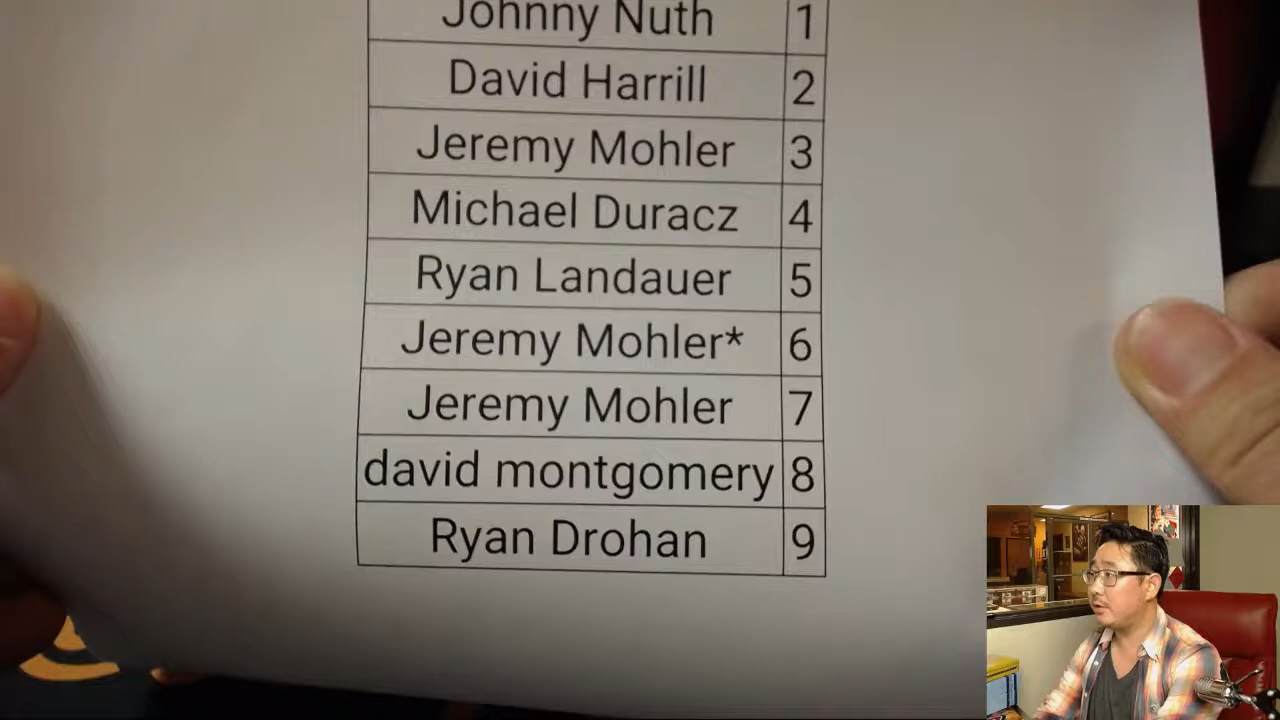 Johnny Nuth 1
David Harrill 2
Jeremy Mohler 3
Michael Duracz 4
Ryan Landauer 5
Jeremy Mohler* 6
Jeremy Mohler 7
david montgomery 8
Ryan Drohan 9